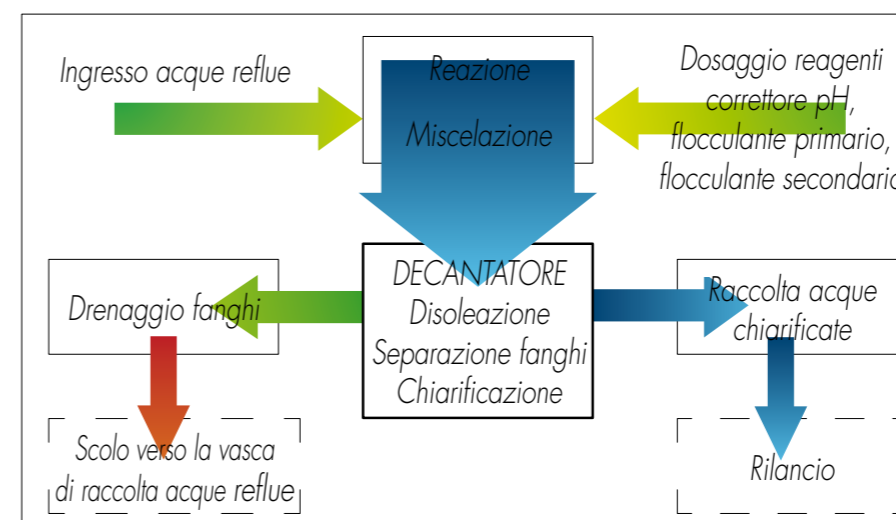 Ingresso acque reflue
Reazione
Miscelazione
Dosaggio reagenti
correttore pH,
flocculante primario,
flocculante secondario
DECANTATORE
Disoleazione
Separazione fanghi
Chiarificazione
Drenaggio fanghi
Raccolta acque
chiarificate
Scolo verso la vasca
di raccolta acque reflue
Rilancio